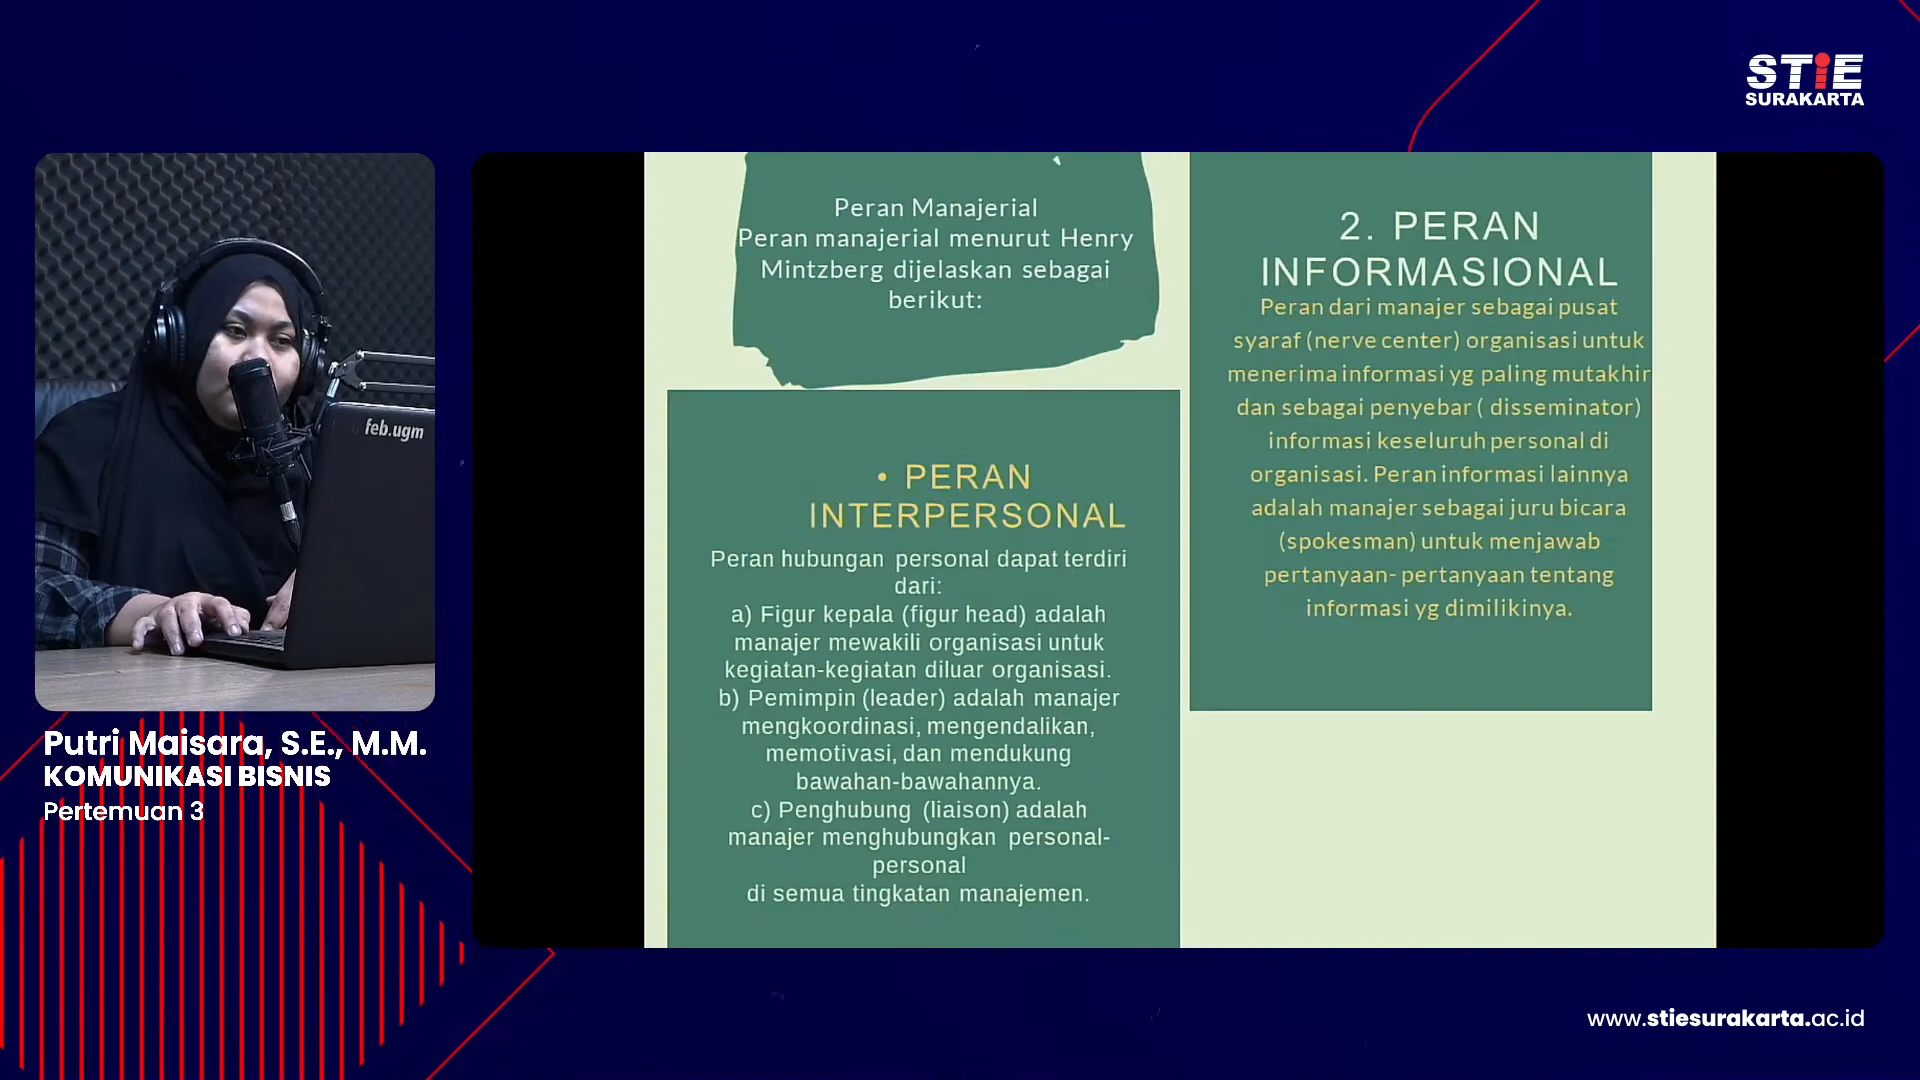 STiE
SURAKARTA
feb.ugm
Putri Maisara, S.E., M.M.
KOMUNIKASI BISNIS
Pertemuan 3
Peran Manajerial
Peran manajerial menurut Henry
Mintzberg dijelaskan sebagai
berikut:
• PERAN
INTERPERSONAL
Peran hubungan personal dapat terdiri
dari:
a) Figur kepala (figur head) adalah
manajer mewakili organisasi untuk
kegiatan-kegiatan diluar organisasi.
b) Pemimpin (leader) adalah manajer
mengkoordinasi, mengendalikan,
memotivasi, dan mendukung
bawahan-bawahannya.
c) Penghubung (liaison) adalah
manajer menghubungkan personal-
personal
di semua tingkatan manajemen.
2. PERAN
INFORMASIONAL
Peran dari manajer sebagai pusat
syaraf (nerve center) organisasi untuk
menerima informasi yg paling mutakhir
dan sebagai penyebar ( disseminator)
informasi keseluruh personal di
organisasi. Peran informasi lainnya
adalah manajer sebagai juru bicara
(spokesman) untuk menjawab
pertanyaan- pertanyaan tentang
informasi yg dimilikinya.
www.stiesurakarta.ac.id